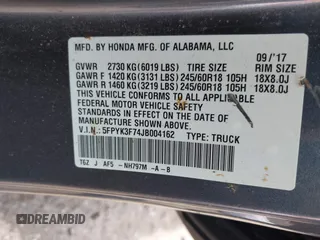 MFD. BY HONDA MFG. OF ALABAMA, LLC
09/'17
GVWR 2730 KG (6019 LBS) TIRE SIZE RIM SIZE
GAWR F 1420 KG (3131 LBS) 245/60R18 105H 18X8.0J
GAWR R 1460 KG (3219 LBS) 245/60R18 105H 18X8.0J
THIS VEHICLE CONFORMS TO ALL APPLICABLE
FEDERAL MOTOR VEHICLE SAFETY STANDARDS
IN EFFECT ON THE DATE OF MANUFACTURE
SHOWN ABOVE.
V.I.N.: 5FPYK3F74JB004162 TYPE: TRUCK
T6Z J AF5 -NH797M -A-B
FREEPREMIUMBID